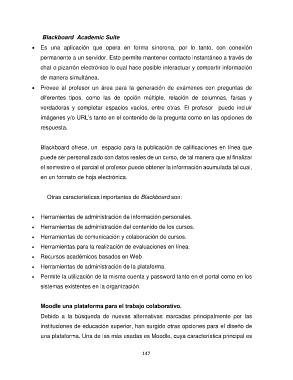 Blackboard Academic Suite
• Es una aplicación que opera en forma síncrona, por lo tanto, con conexión
permanente a un servidor. Esto permite mantener contacto instantáneo a través de
chat o pizarrón electrónico lo cual hace posible interactuar y compartir información
de manera simultánea.
• Provee al profesor un área para la generación de exámenes con preguntas de
diferentes tipos, como las de opción múltiple, relación de columnas, falsas y
verdaderas y completar espacios vacíos, entre otras. El profesor puede incluir
imágenes y/o URL's tanto en el contenido de la pregunta como en las opciones de
respuesta.
Blackboard ofrece, un espacio para la publicación de calificaciones en línea que
puede ser personalizado con datos reales de un curso, de tal manera que al finalizar
el semestre o el parcial el profesor puede obtener la información acumulada tal cual,
en un formato de hoja electrónica.
Otras características importantes de Blackboard son:
• Herramientas de administración de información personales.
• Herramientas de administración del contenido de los cursos.
• Herramientas de comunicación y colaboración de cursos.
• Herramientas para la realización de evaluaciones en línea.
• Recursos académicos basados en Web
• Herramientas de administración de la plataforma.
• Permite la utilización de la misma cuenta y password tanto en el portal como en los
sistemas existentes en la organización.
Moodle una plataforma para el trabajo colaborativo.
Debido a la búsqueda de nuevas alternativas marcadas principalmente por las
instituciones de educación superior, han surgido otras opciones para el diseño de
una plataforma. Una de las más usadas es Moodle, cuya característica principal es
147